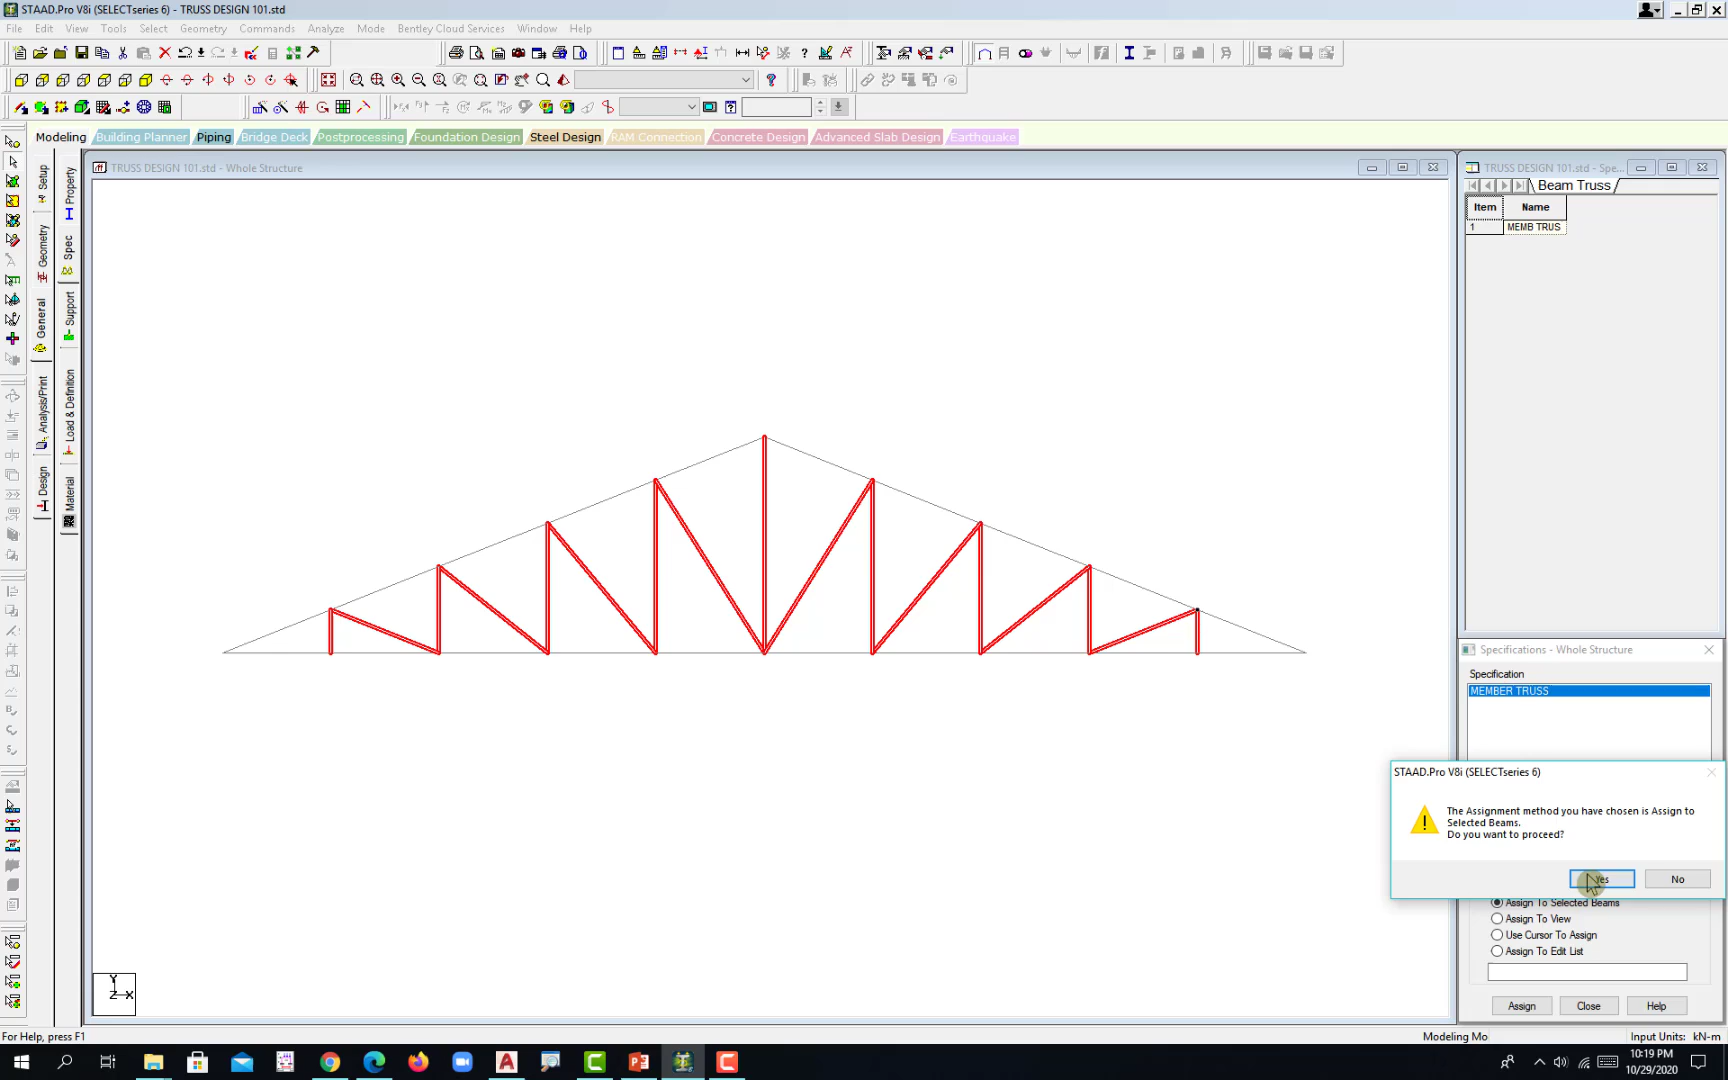 STAAD.Pro V8i (SELECTseries 6) - TRUSS DESIGN 101.std
File Edit View Tools Select Geometry Commands Analyze Mode Bentley Cloud Services Window Help
Modeling Building Planner Piping Bridge Deck Postprocessing Foundation Design Steel Design RAM Connection Concrete Design Advanced Slab Design Earthquake
Setup
Geometry
General
Analysis/Print
Design
Property
Spec
Support
Load & Definition
Material
TRUSS DESIGN 101.std - Whole Structure
Y
Z X
TRUSS DESIGN 101.std - Spe...
Beam Truss
Item Name
1 MEMB TRUS
Specifications - Whole Structure
Specification
MEMBER TRUSS
STAAD.Pro V8i (SELECTseries 6)
The Assignment method you have chosen is Assign to
Selected Beams.
Do you want to proceed?
Yes No
Assign To Selected Beams
Assign To View
Use Cursor To Assign
Assign To Edit List
Assign Close Help
For Help, press F1
Modeling Mo
Input Units: kN-m
10:19 PM
10/29/2020